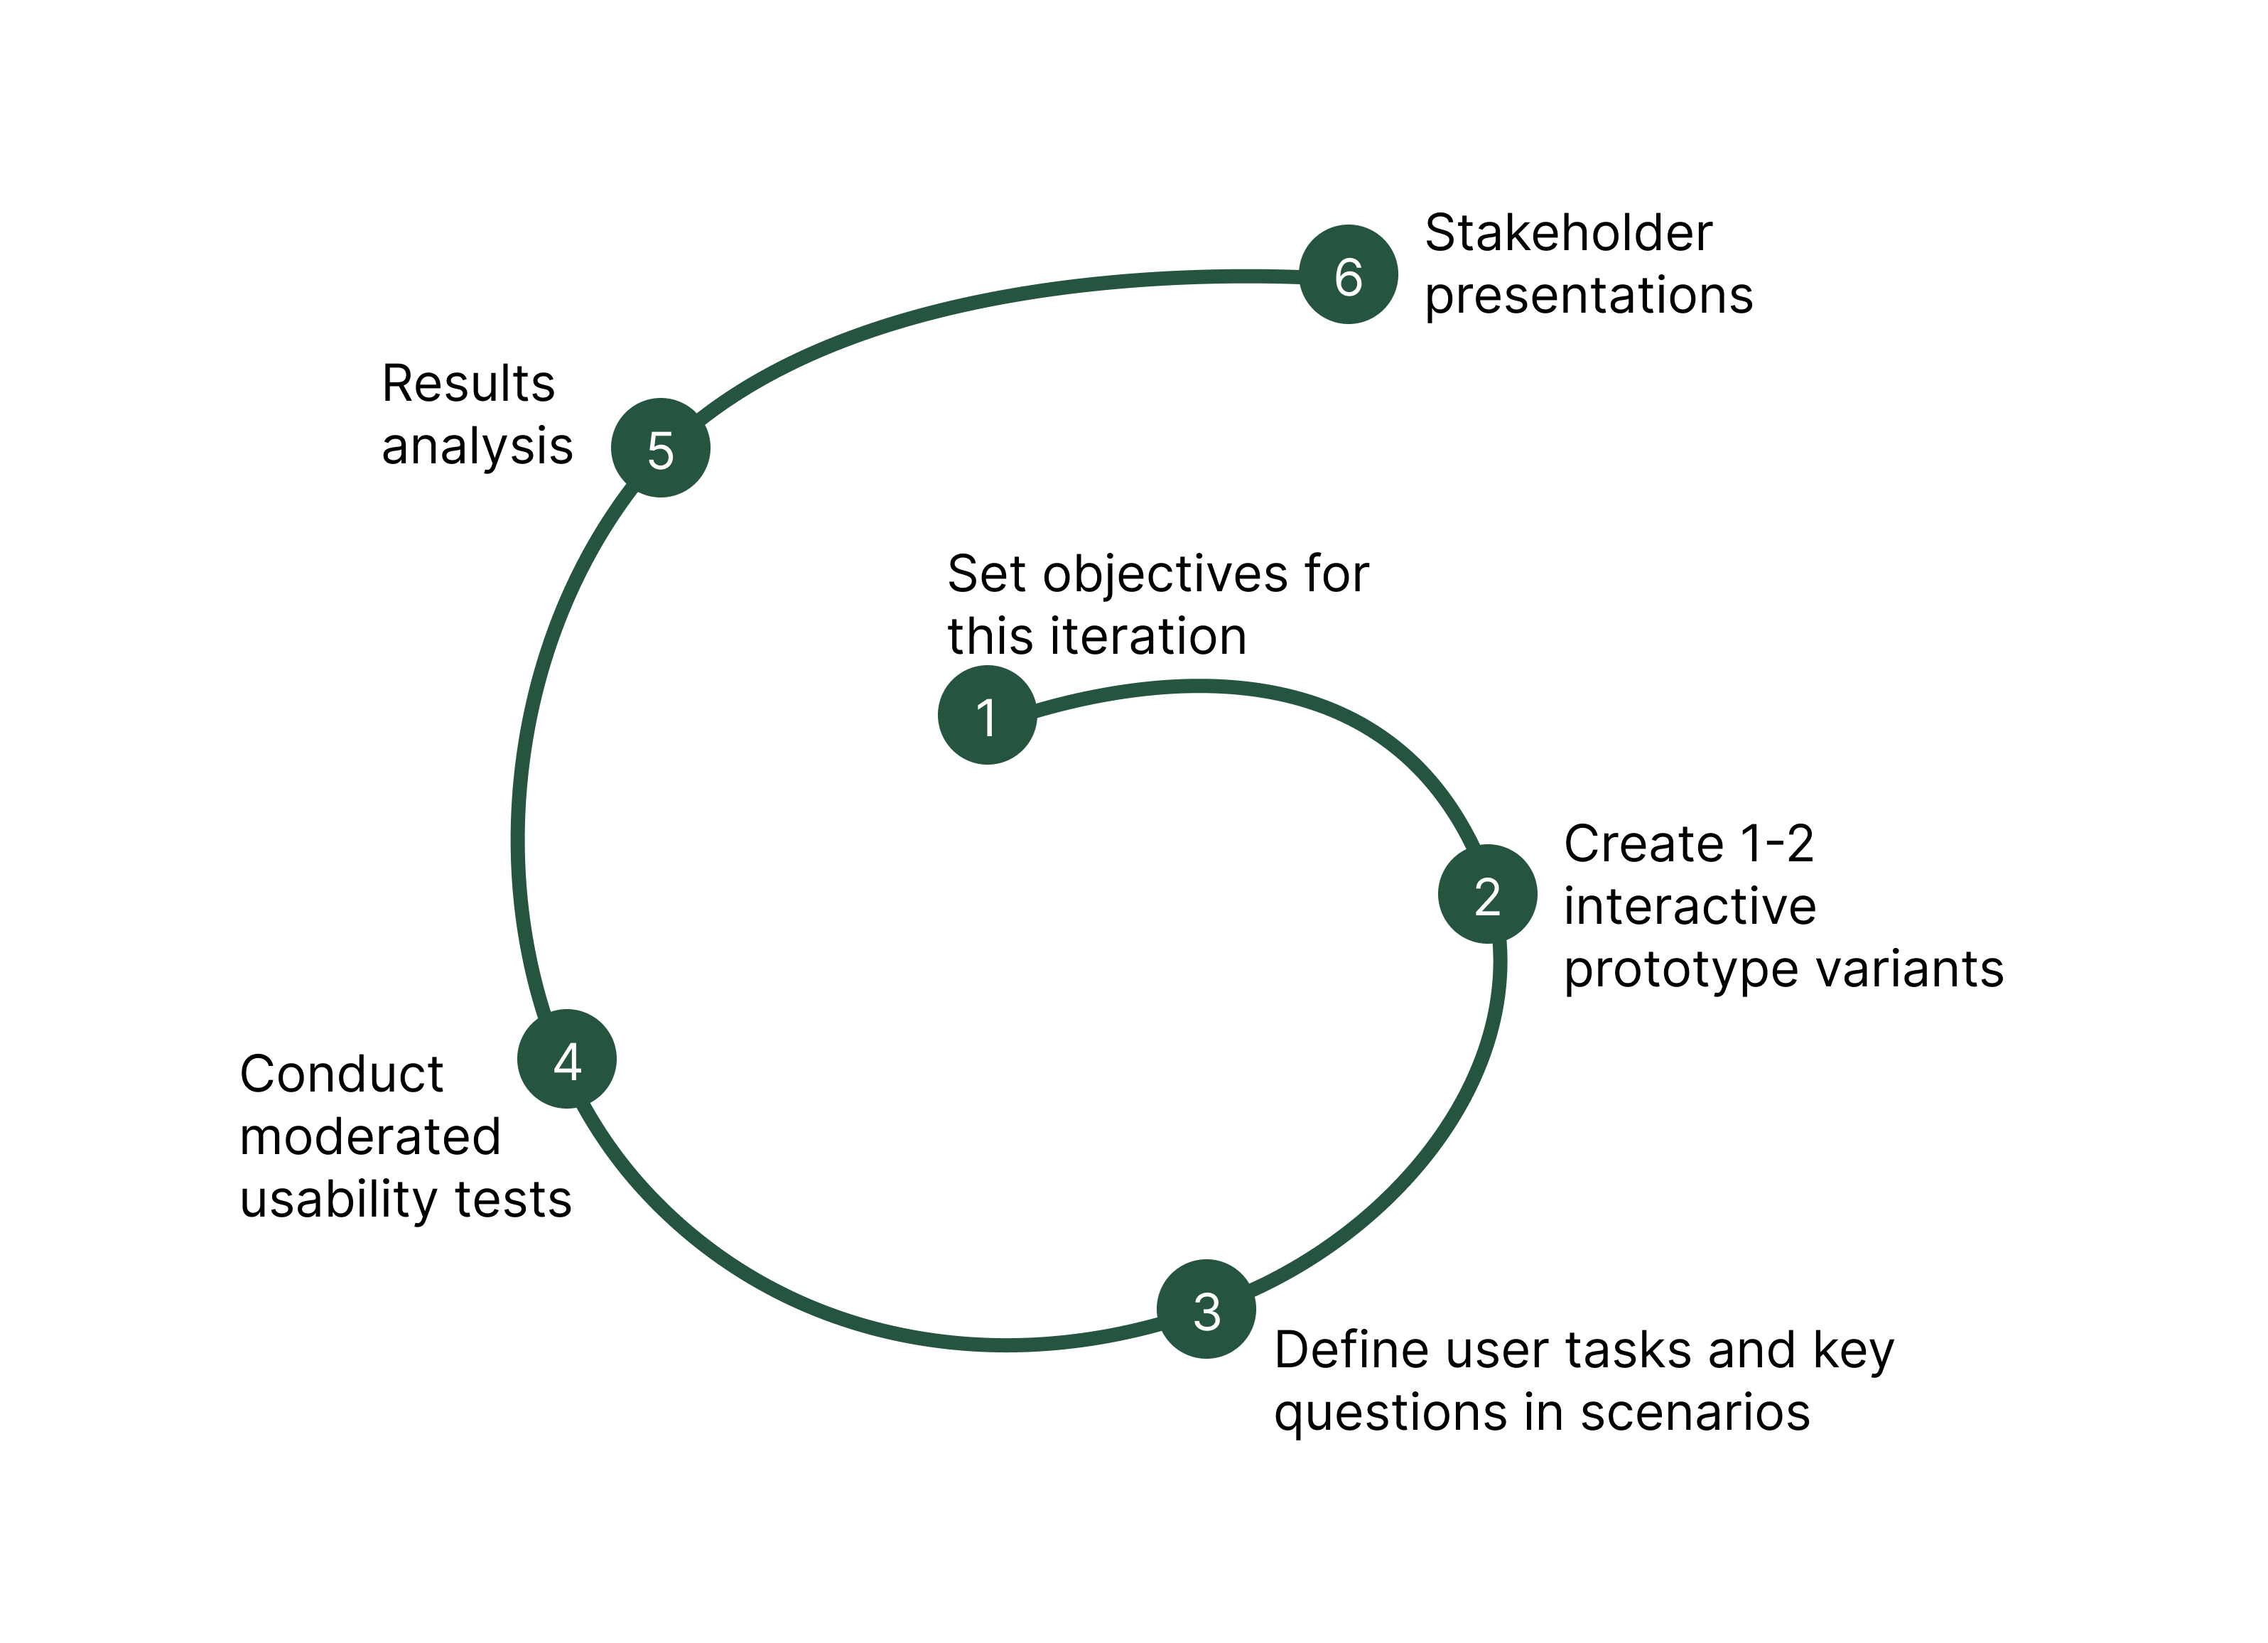 6
Stakeholder
presentations
Results
analysis
5
Set objectives for
this iteration
1
2
Create 1-2
interactive
prototype variants
4
Conduct
moderated
usability tests
3
Define user tasks and key
questions in scenarios